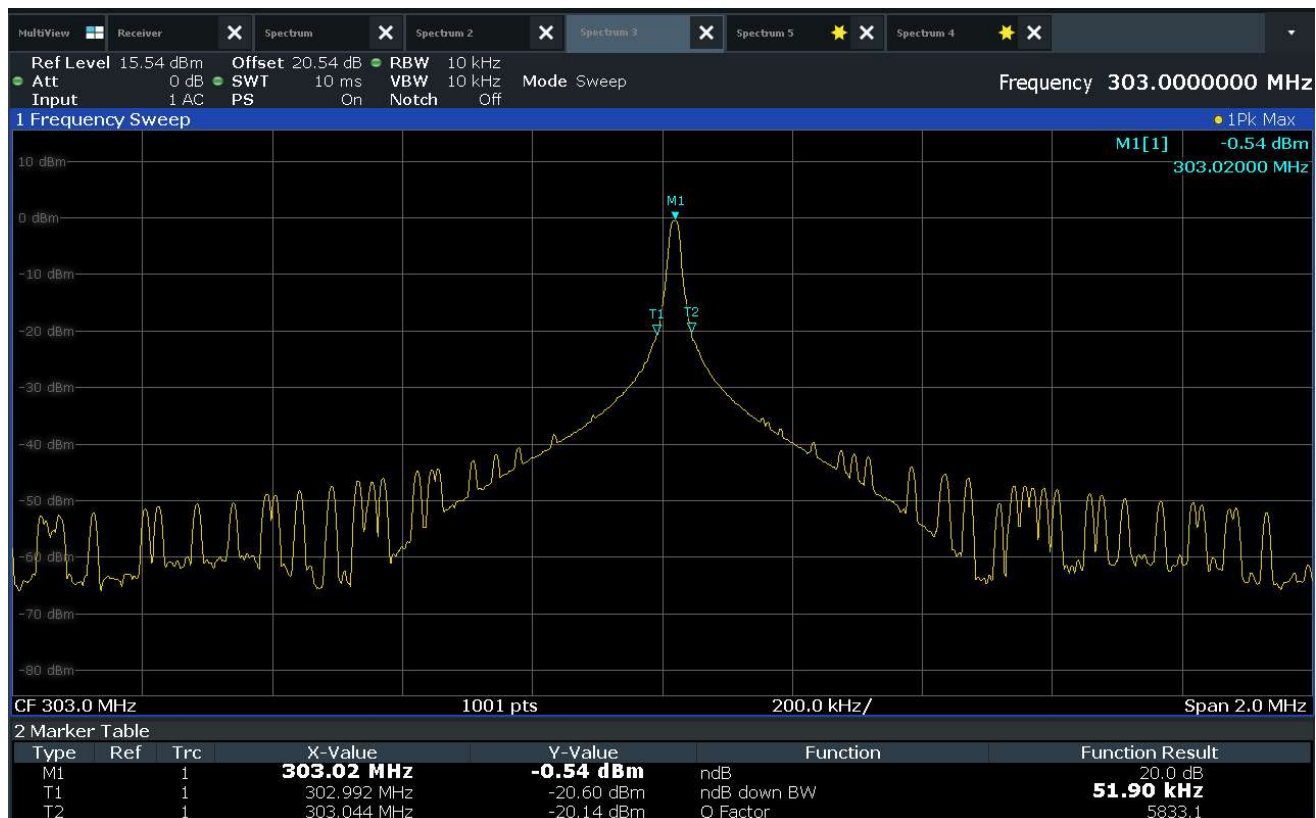 MultiView Receiver Spectrum Spectrum 2 Spectrum 3 Spectrum 5 Spectrum 4
Ref Level 15.54 dBm Offset 20.54 dB RBW 10 kHz
Att 0 dB SWT 10 ms VBW 10 kHz Mode Sweep
Input 1 AC PS On Notch Off
Frequency 303.0000000 MHz
1 Frequency Sweep 1Pk Max
M1[1] -0.54 dBm
303.02000 MHz
10 dBm
M1
0 dBm
-10 dBm
T1 T2
-20 dBm
-30 dBm
-40 dBm
-50 dBm
-60 dBm
-70 dBm
-80 dBm
CF 303.0 MHz 1001 pts 200.0 kHz/ Span 2.0 MHz
2 Marker Table
Type Ref Trc X-Value Y-Value Function Function Result
M1 1 303.02 MHz -0.54 dBm ndB 20.0 dB
T1 1 302.992 MHz -20.60 dBm ndB down BW 51.90 kHz
T2 1 303.044 MHz -20.14 dBm Q Factor 5833.1